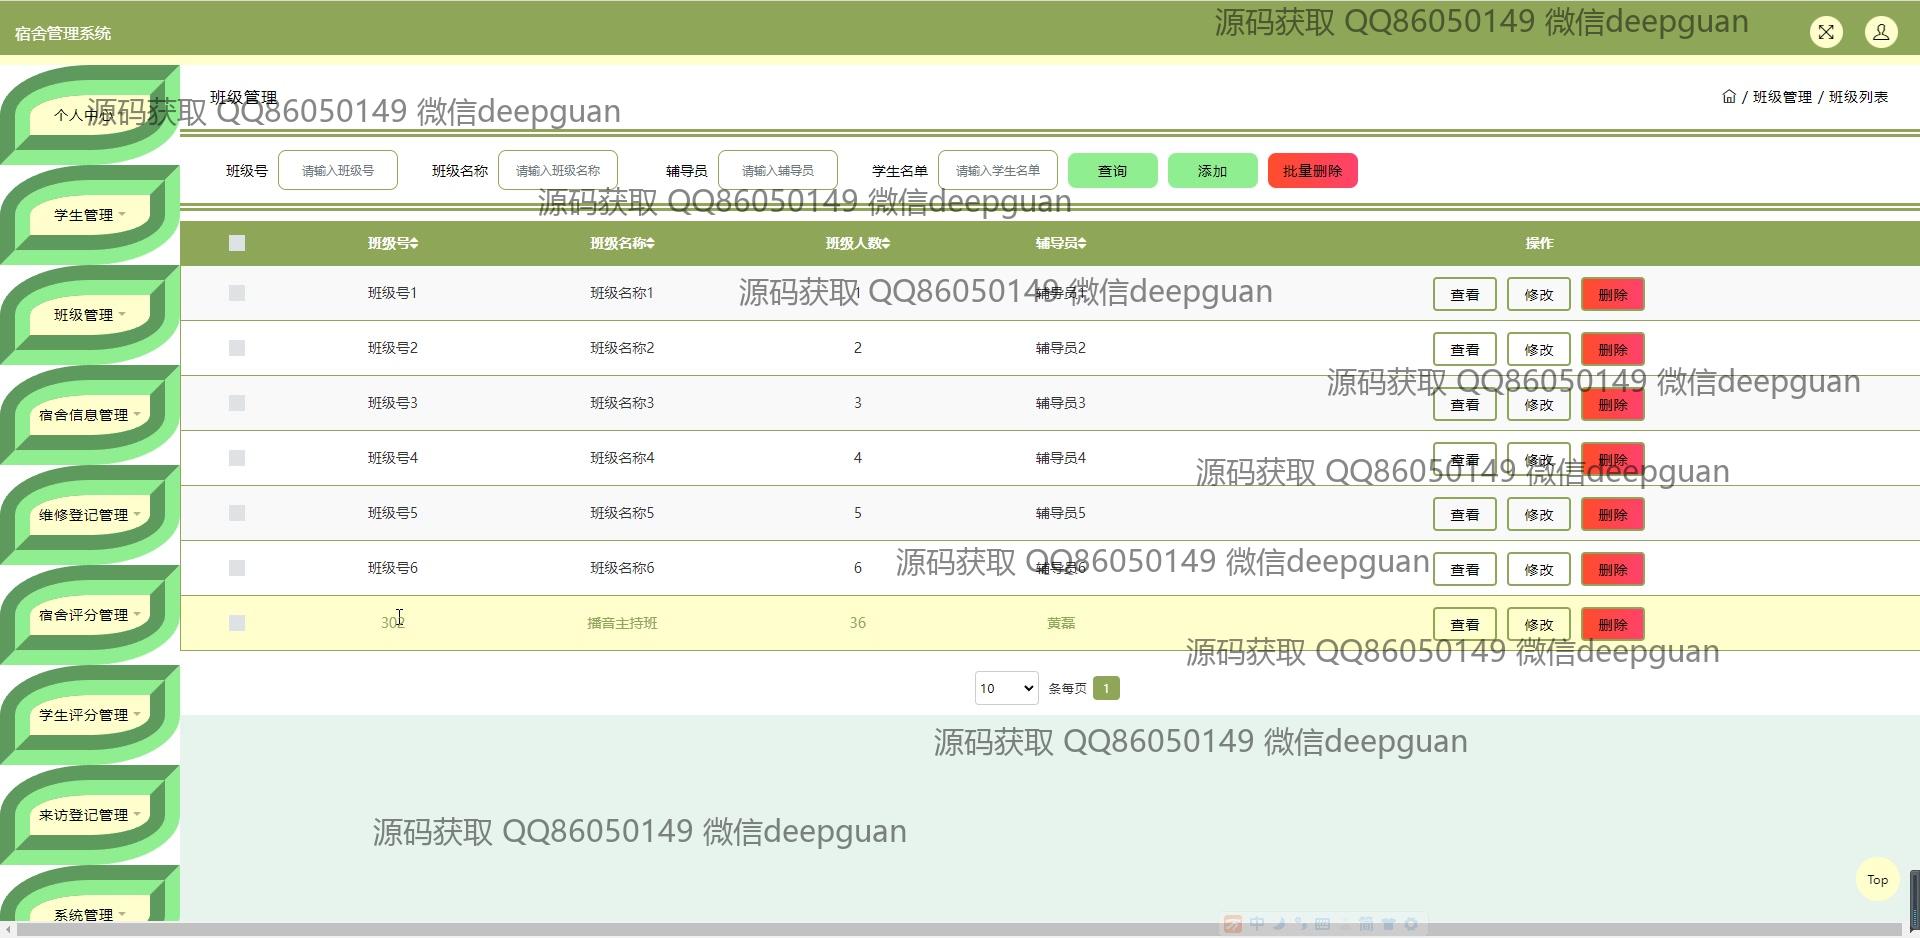 宿舍管理系统
源码获取 QQ86050149 微信deepguan
个人中心
班级管理
源码获取 QQ86050149 微信deepguan
/ 班级管理 / 班级列表
班级号 请输入班级号 班级名称 请输入班级名称 辅导员 请输入辅导员 学生名单 请输入学生名单 查询 添加 批量删除
源码获取 QQ86050149 微信deepguan
学生管理
班级号 班级名称 班级人数 辅导员 操作
班级号1 班级名称1 1 辅导员1 查看 修改 删除
源码获取 QQ86050149 微信deepguan
班级管理
班级号2 班级名称2 2 辅导员2 查看 修改 删除
源码获取 QQ86050149 微信deepguan
班级号3 班级名称3 3 辅导员3 查看 修改 删除
宿舍信息管理
班级号4 班级名称4 4 辅导员4 查看 修改 删除
源码获取 QQ86050149 微信deepguan
维修登记管理
班级号5 班级名称5 5 辅导员5 查看 修改 删除
源码获取 QQ86050149 微信deepguan
班级号6 班级名称6 6 辅导员6 查看 修改 删除
宿舍评分管理
302 播音主持班 36 黄磊 查看 修改 删除
源码获取 QQ86050149 微信deepguan
10 条每页 1
学生评分管理
源码获取 QQ86050149 微信deepguan
来访登记管理
源码获取 QQ86050149 微信deepguan
Top
系统管理
中 简